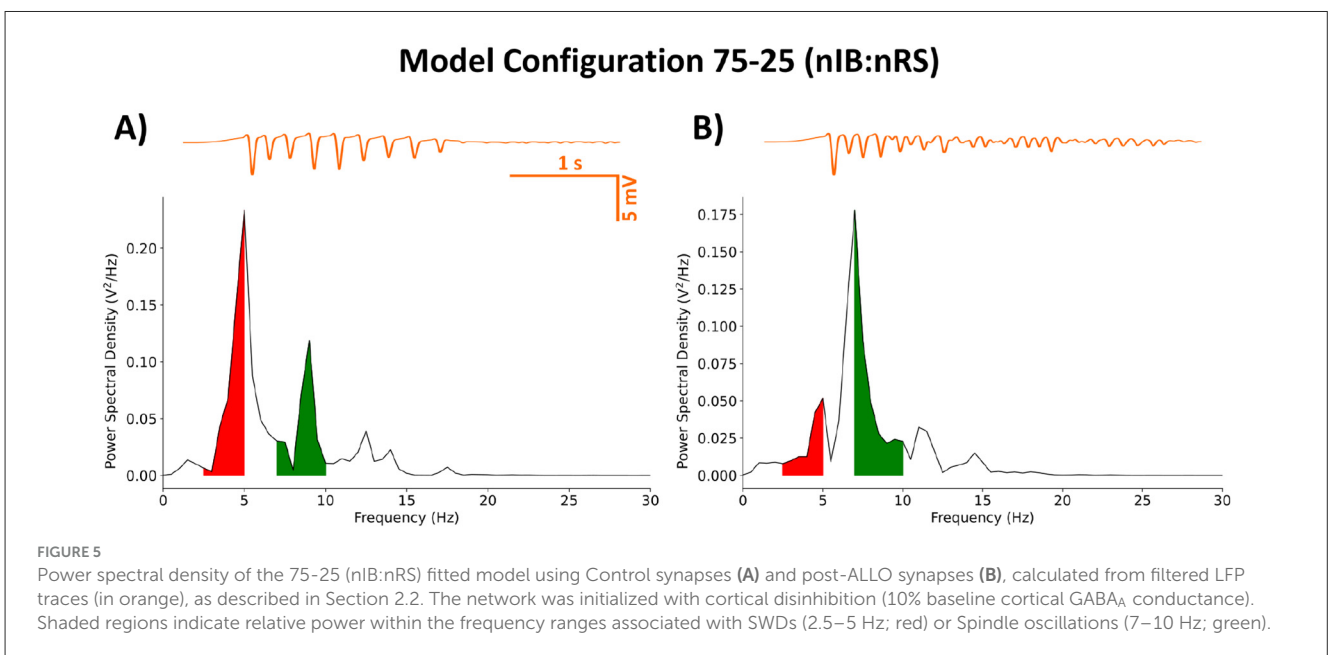 Model Configuration 75-25 (nIB:nRS)
A)
1 s
5 mV
0.20
0.15
0.10
0.05
0.00
Power Spectral Density (V²/Hz)
0
5
10
15
20
25
30
Frequency (Hz)
B)
0.175
0.150
0.125
0.100
0.075
0.050
0.025
0.000
Power Spectral Density (V²/Hz)
0
5
10
15
20
25
30
Frequency (Hz)
FIGURE 5
Power spectral density of the 75-25 (nIB:nRS) fitted model using Control synapses (A) and post-ALLO synapses (B), calculated from filtered LFP
traces (in orange), as described in Section 2.2. The network was initialized with cortical disinhibition (10% baseline cortical GABAA conductance).
Shaded regions indicate relative power within the frequency ranges associated with SWDs (2.5–5 Hz; red) or Spindle oscillations (7–10 Hz; green).